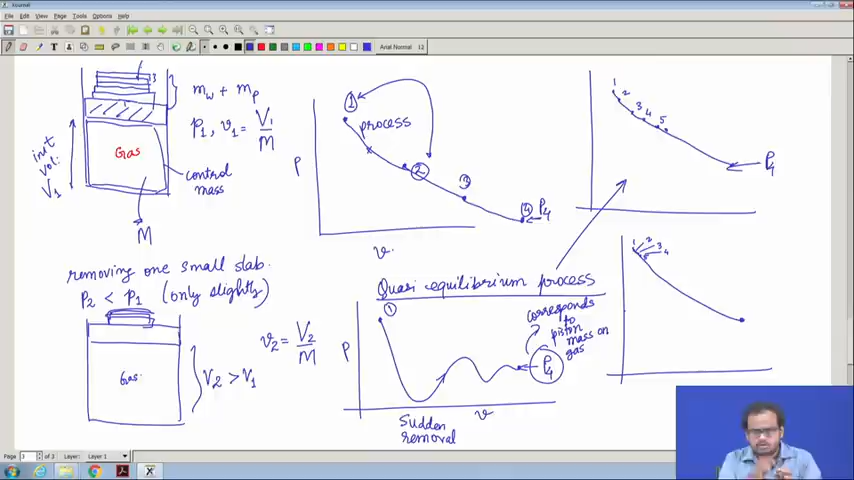 Journal
File Edit View Insert Actions Tools Options Help
Arial Normal 12
m_w + m_p
P_1, v_1 = V_1/M
init vol: V_1
Gas
control mass
M
removing one small slab.
P_2 < P_1 (only slightly)
Gas
V_2 > V_1
v_2 = V_2/M
1
process
2
3
4
P_4
P
v
Quasi equilibrium process
1
P
v
Sudden removal
P_4
corresponds to piston mass on gas
1
2
3
4
5
P_4
1
2
3
4
5
Page 3 of 3 Layer: Layer 1